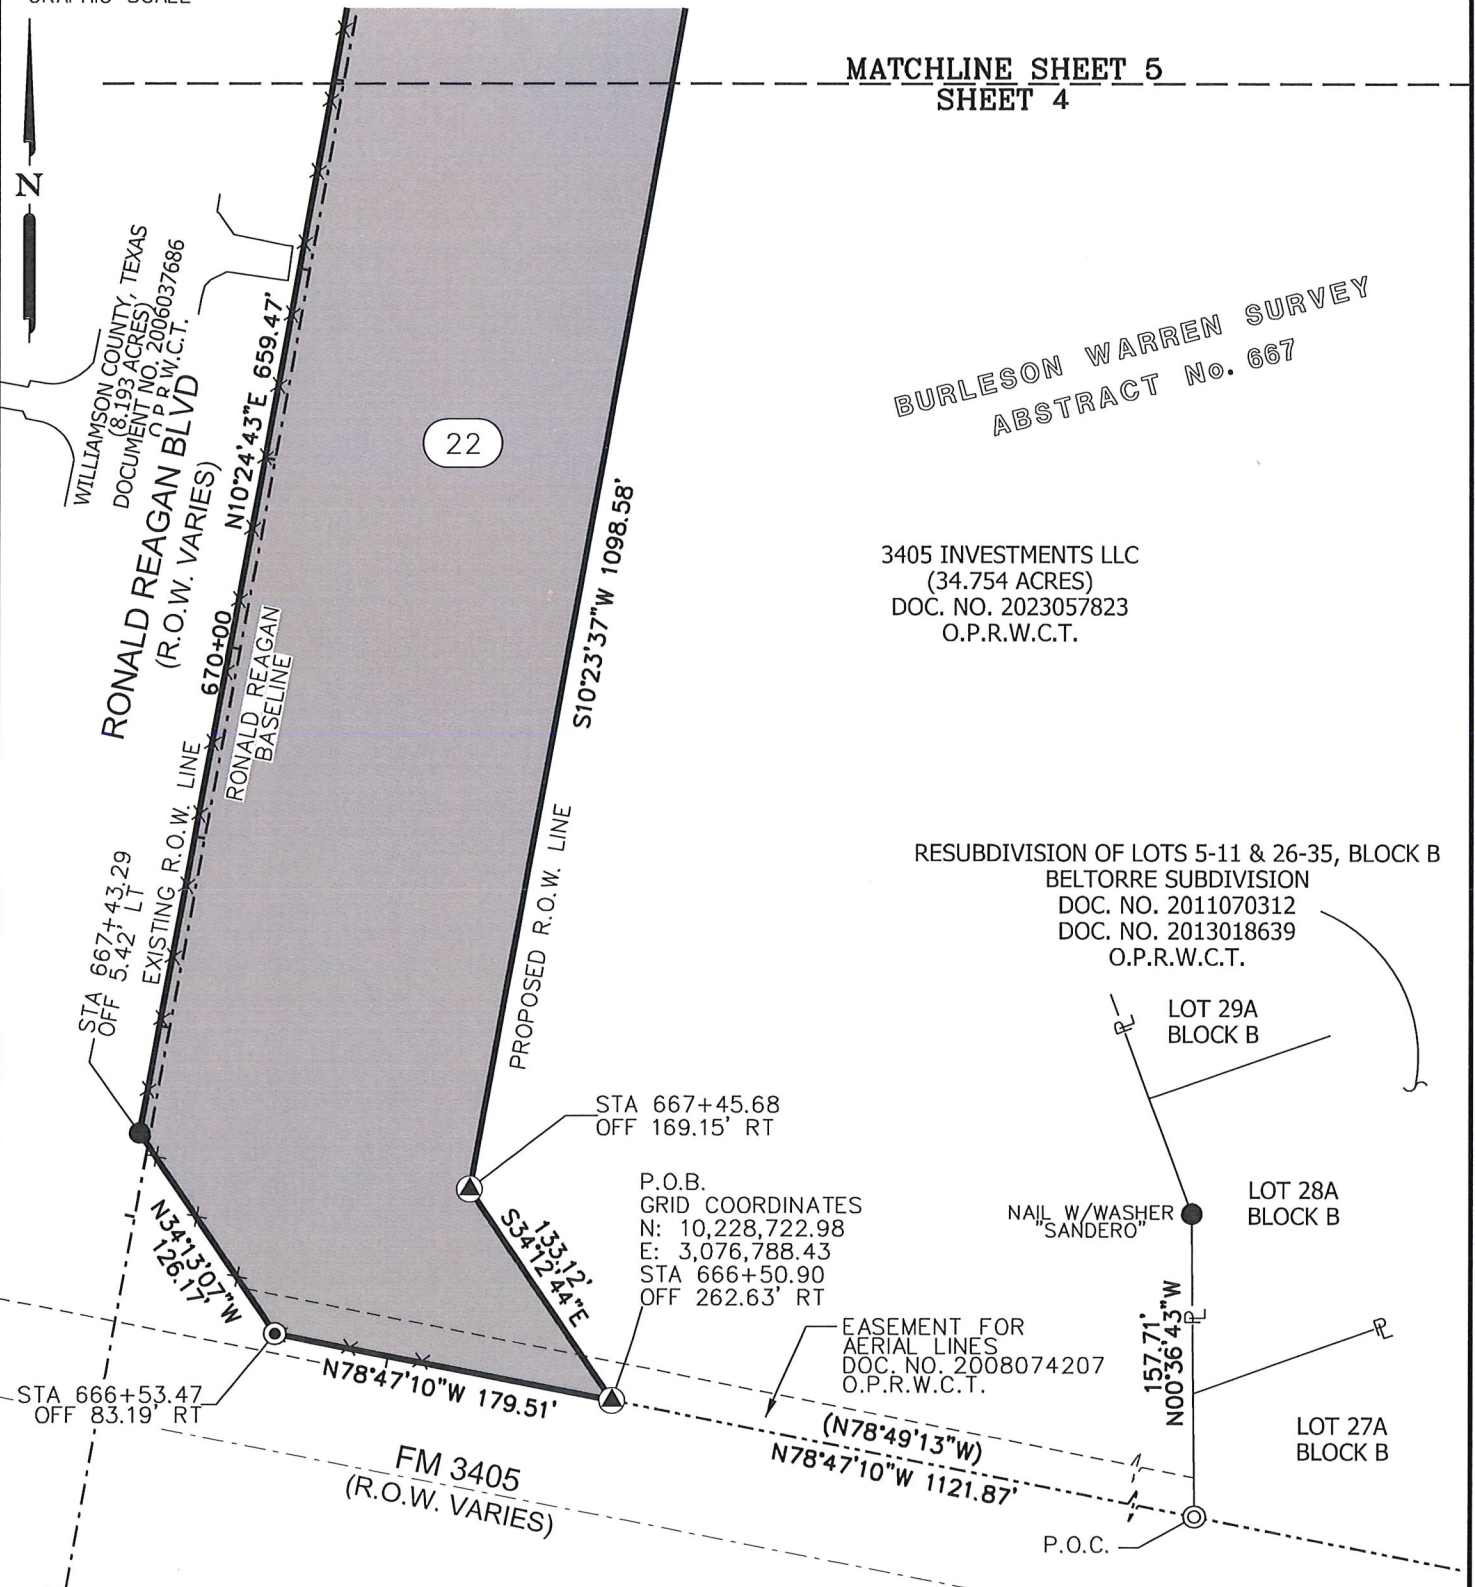 MATCHLINE SHEET 5
SHEET 4
N
WILLIAMSON COUNTY, TEXAS
(8.193 ACRES)
DOCUMENT NO. 2006037686
O.P.R.W.C.T.
RONALD REAGAN BLVD
(R.O.W. VARIES)
N10°24'43"E 659.47'
22
BURLESON WARREN SURVEY
ABSTRACT No. 667
S10°23'37"W 1098.58'
3405 INVESTMENTS LLC
(34.754 ACRES)
DOC. NO. 2023057823
O.P.R.W.C.T.
670+00
RONALD REAGAN
BASELINE
EXISTING R.O.W. LINE
STA 667+43.29
OFF 5.42' LT
PROPOSED R.O.W. LINE
RESUBDIVISION OF LOTS 5-11 & 26-35, BLOCK B
BELTORRE SUBDIVISION
DOC. NO. 2011070312
DOC. NO. 2013018639
O.P.R.W.C.T.
PL
LOT 29A
BLOCK B
STA 667+45.68
OFF 169.15' RT
P.O.B.
GRID COORDINATES
N: 10,228,722.98
E: 3,076,788.43
STA 666+50.90
OFF 262.63' RT
133.12'
S34°12'44"E
N34°13'07"W
126.17'
NAIL W/WASHER
"SANDERO"
LOT 28A
BLOCK B
157.71'
N00°36'43"W
PL
PL
EASEMENT FOR
AERIAL LINES
DOC. NO. 2008074207
O.P.R.W.C.T.
STA 666+53.47
OFF 83.19' RT
N78°47'10"W 179.51'
(N78°49'13"W)
N78°47'10"W 1121.87'
LOT 27A
BLOCK B
FM 3405
(R.O.W. VARIES)
P.O.C.